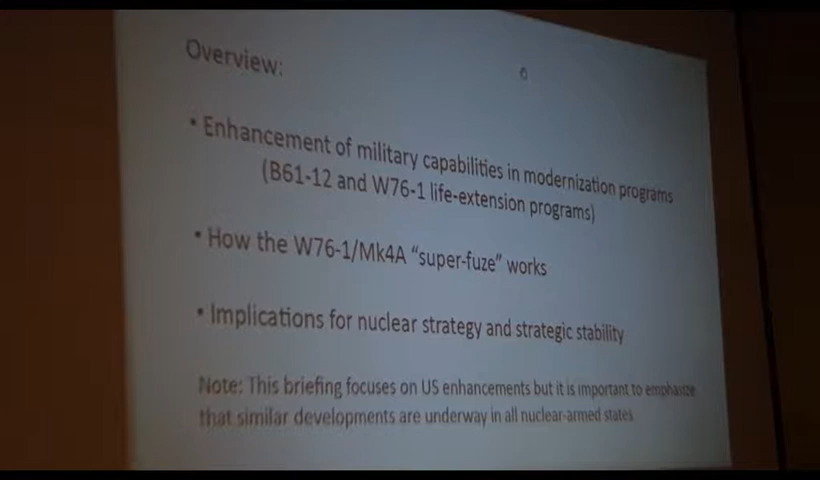 Overview:
• Enhancement of military capabilities in modernization programs
(B61-12 and W76-1 life-extension programs)
• How the W76-1/Mk4A “super-fuze” works
• Implications for nuclear strategy and strategic stability
Note: This briefing focuses on US enhancements but it is important to emphasize
that similar developments are underway in all nuclear-armed states